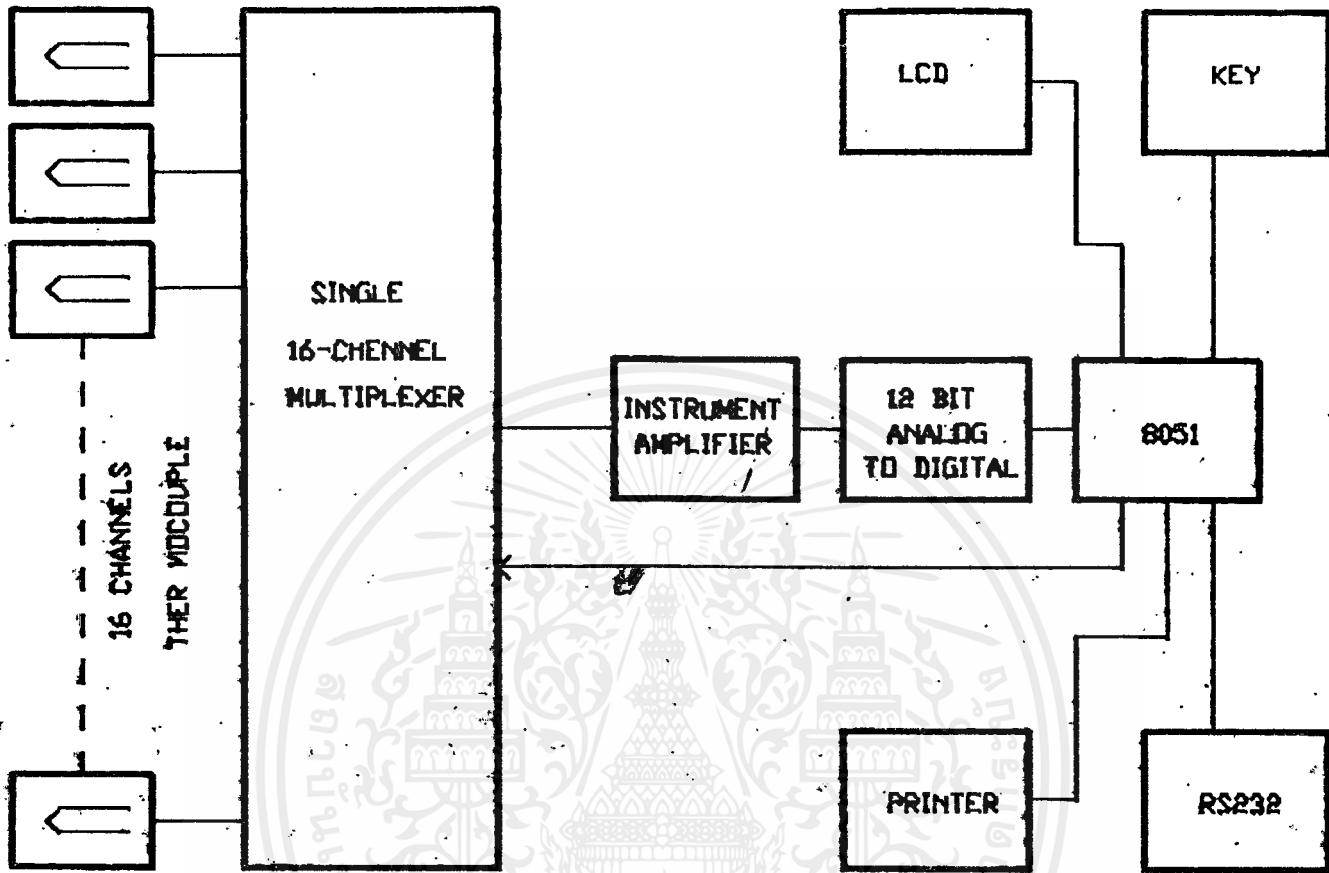 LCD
KEY
SINGLE
16-CHENNEL
MULTIPLEXER
INSTRUMENT
AMPLIFIER
12 BIT
ANALOG
TO DIGITAL
8051
16 CHANNELS
THER MOCOUPLE
PRINTER
RS232